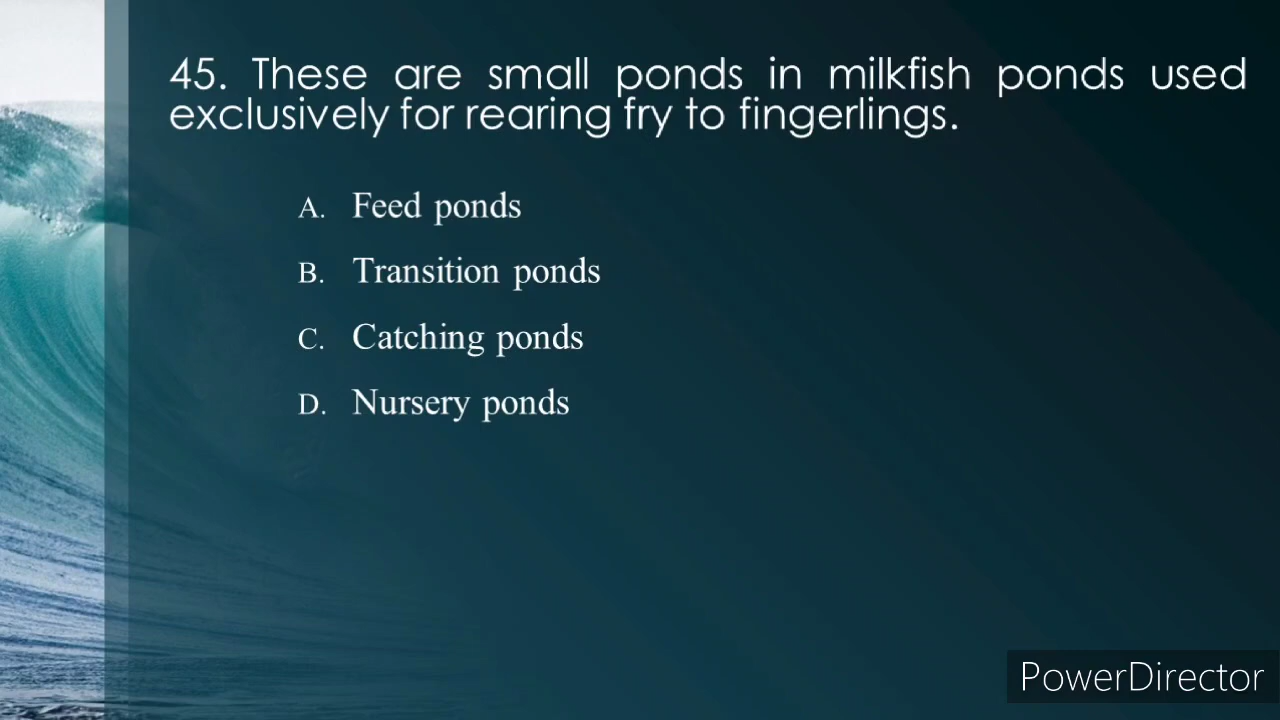 45. These are small ponds in milkfish ponds used
exclusively for rearing fry to fingerlings.
A. Feed ponds
B. Transition ponds
C. Catching ponds
D. Nursery ponds
PowerDirector